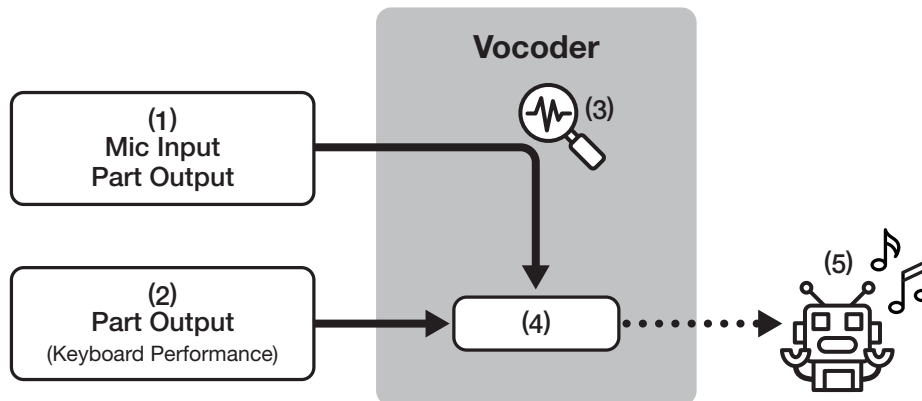 Vocoder
(1)
Mic Input
Part Output
(3)
(2)
Part Output
(Keyboard Performance)
(4)
(5)